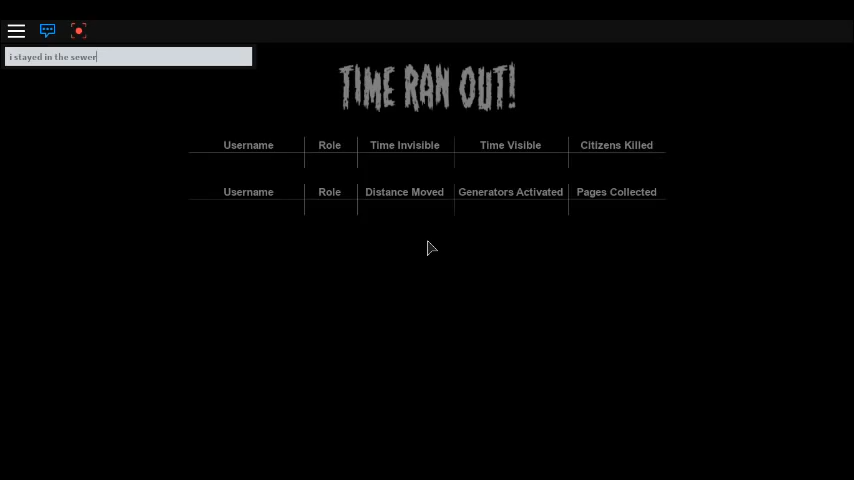 i stayed in the sewer
TIME RAN OUT!
Username Role Time Invisible Time Visible Citizens Killed
Username Role Distance Moved Generators Activated Pages Collected